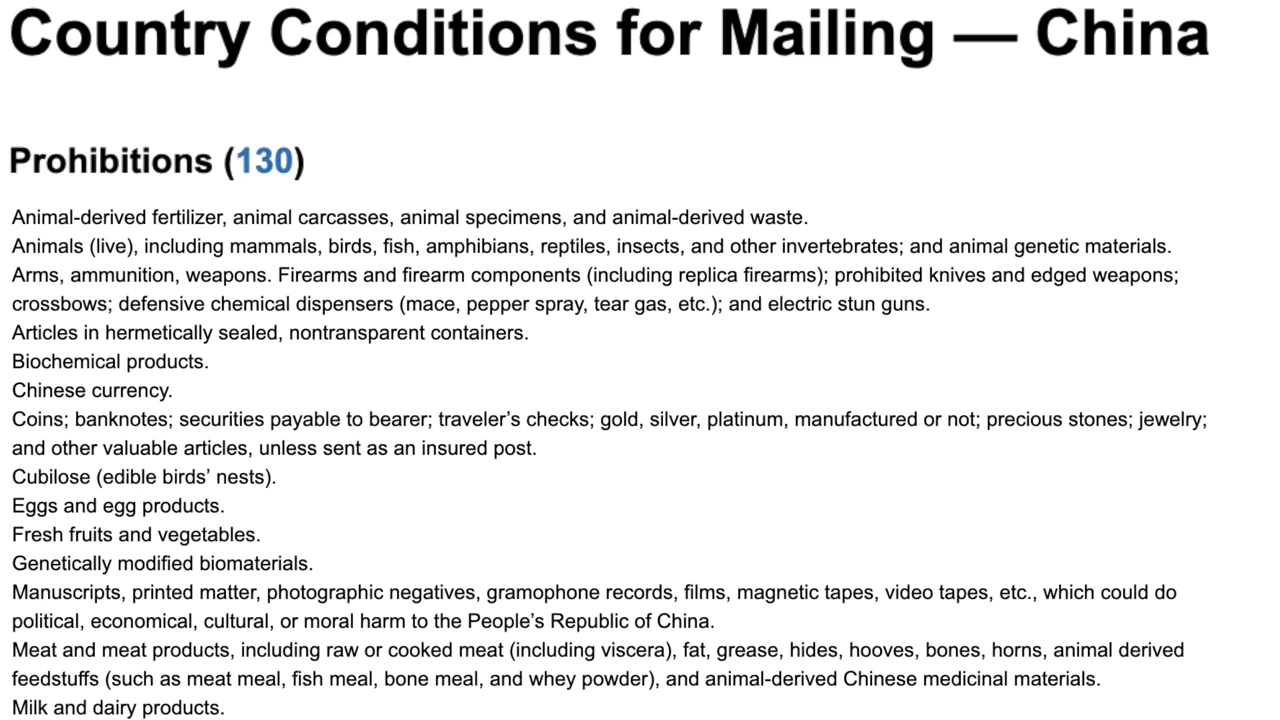 Country Conditions for Mailing — China
Prohibitions (130)
Animal-derived fertilizer, animal carcasses, animal specimens, and animal-derived waste.
Animals (live), including mammals, birds, fish, amphibians, reptiles, insects, and other invertebrates; and animal genetic materials.
Arms, ammunition, weapons. Firearms and firearm components (including replica firearms); prohibited knives and edged weapons;
crossbows; defensive chemical dispensers (mace, pepper spray, tear gas, etc.); and electric stun guns.
Articles in hermetically sealed, nontransparent containers.
Biochemical products.
Chinese currency.
Coins; banknotes; securities payable to bearer; traveler’s checks; gold, silver, platinum, manufactured or not; precious stones; jewelry;
and other valuable articles, unless sent as an insured post.
Cubilose (edible birds’ nests).
Eggs and egg products.
Fresh fruits and vegetables.
Genetically modified biomaterials.
Manuscripts, printed matter, photographic negatives, gramophone records, films, magnetic tapes, video tapes, etc., which could do
political, economical, cultural, or moral harm to the People’s Republic of China.
Meat and meat products, including raw or cooked meat (including viscera), fat, grease, hides, hooves, bones, horns, animal derived
feedstuffs (such as meat meal, fish meal, bone meal, and whey powder), and animal-derived Chinese medicinal materials.
Milk and dairy products.